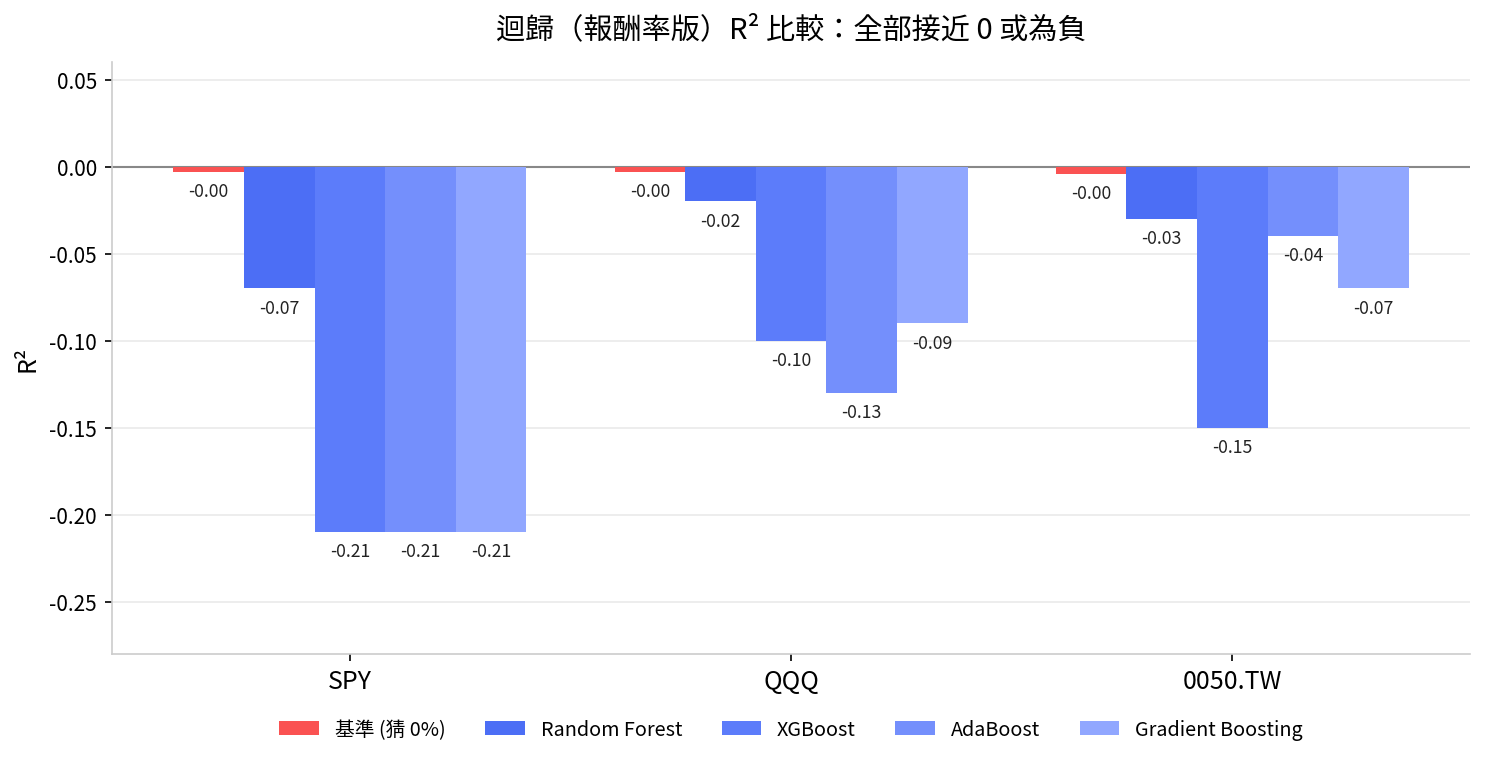 迴歸（報酬率版）R² 比較：全部接近 0 或為負
R²
0.05
0.00
-0.05
-0.10
-0.15
-0.20
-0.25
-0.00
-0.07
-0.21
-0.21
-0.21
-0.00
-0.02
-0.10
-0.13
-0.09
-0.00
-0.03
-0.15
-0.04
-0.07
SPY
QQQ
0050.TW
基準 (猜 0%)
Random Forest
XGBoost
AdaBoost
Gradient Boosting